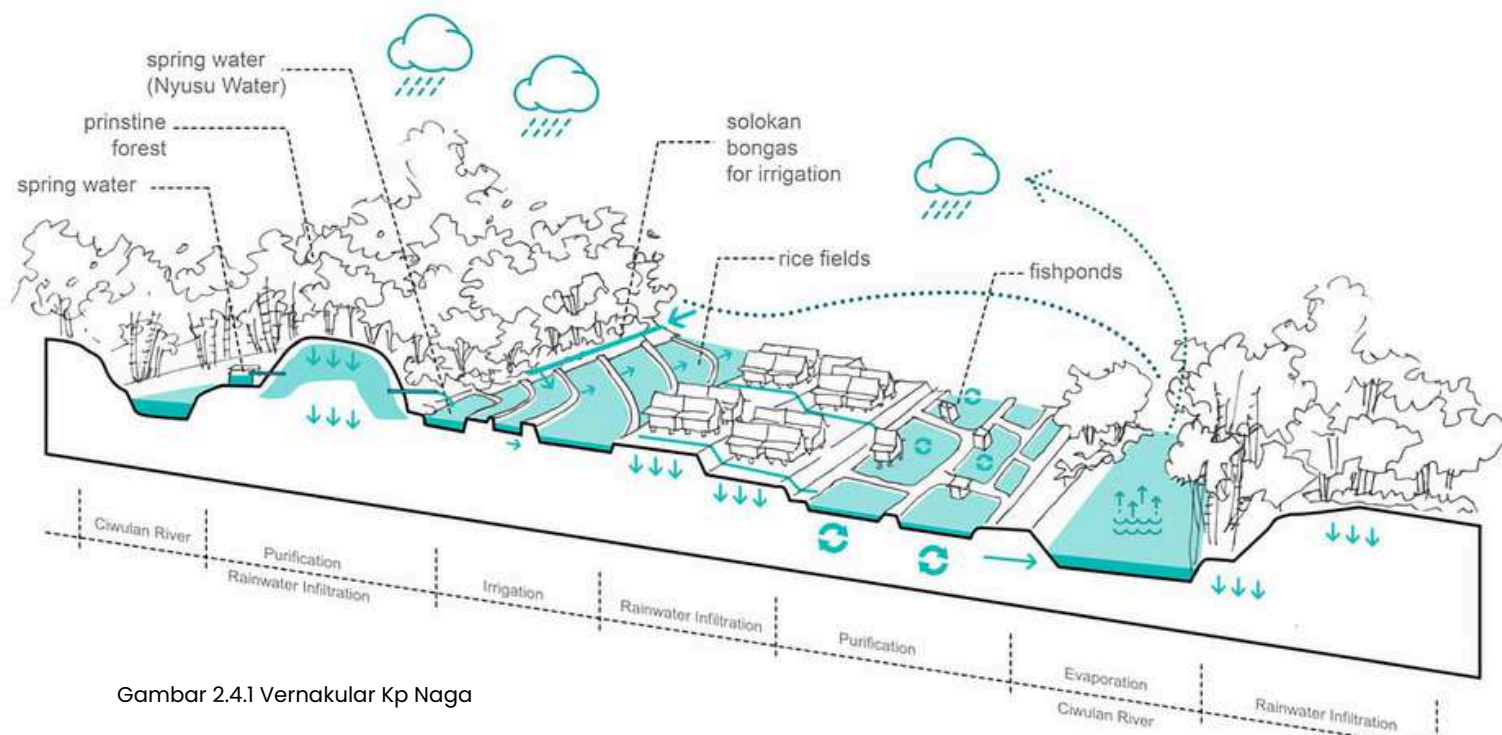 spring water
(Nyusu Water)
prinstine
forest
spring water
solokan
bongas
for irrigation
rice fields
fishponds
Ciwulan River
Purification
Rainwater Infiltration
Irrigation
Rainwater Infiltration
Purification
Evaporation
Ciwulan River
Rainwater Infiltration
Gambar 2.4.1 Vernakular Kp Naga